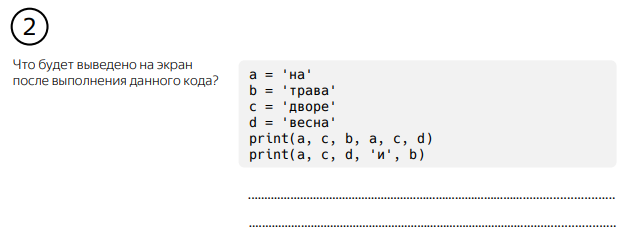 2
Что будет выведено на экран
после выполнения данного кода?
a = 'на'
b = 'трава'
c = 'дворе'
d = 'весна'
print(a, c, b, a, c, d)
print(a, c, d, 'и', b)